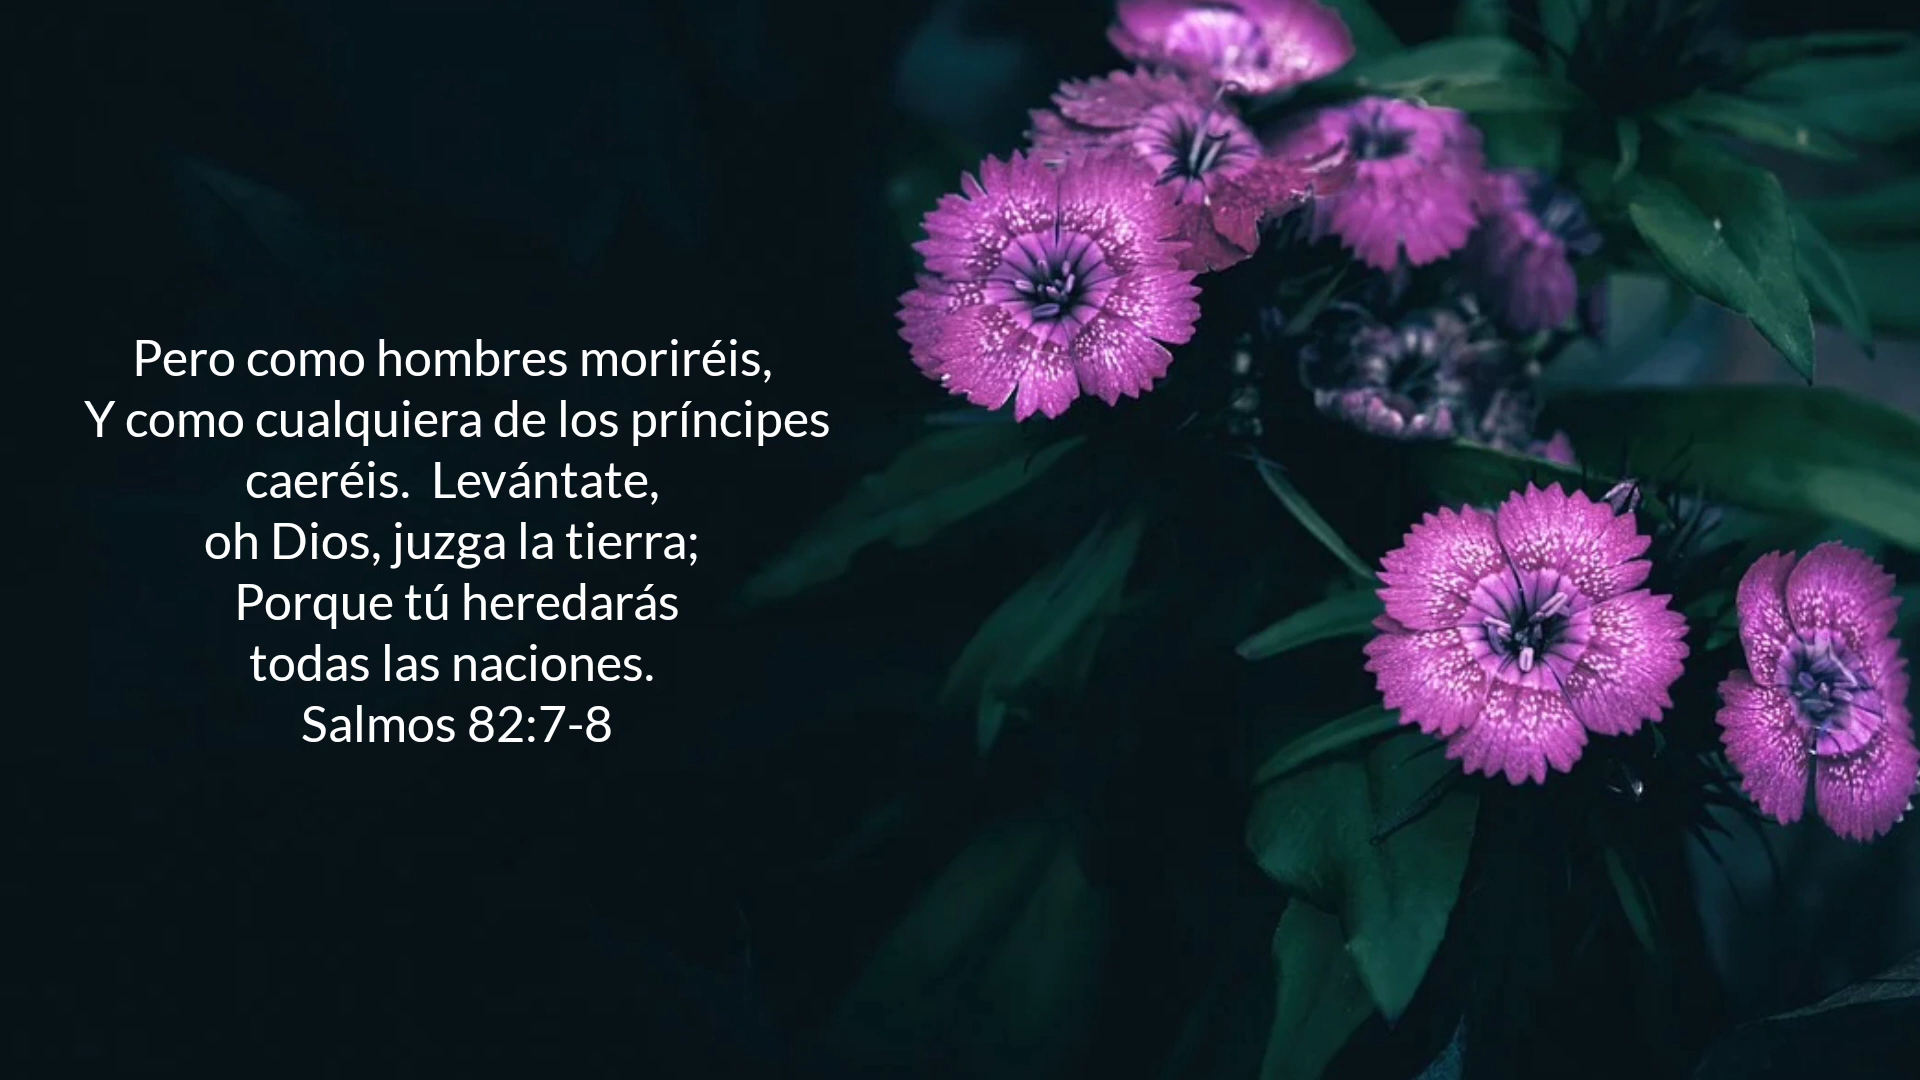 Pero como hombres moriréis,
Y como cualquiera de los príncipes
caeréis.  Levántate,
oh Dios, juzga la tierra;
Porque tú heredarás
todas las naciones.
Salmos 82:7-8